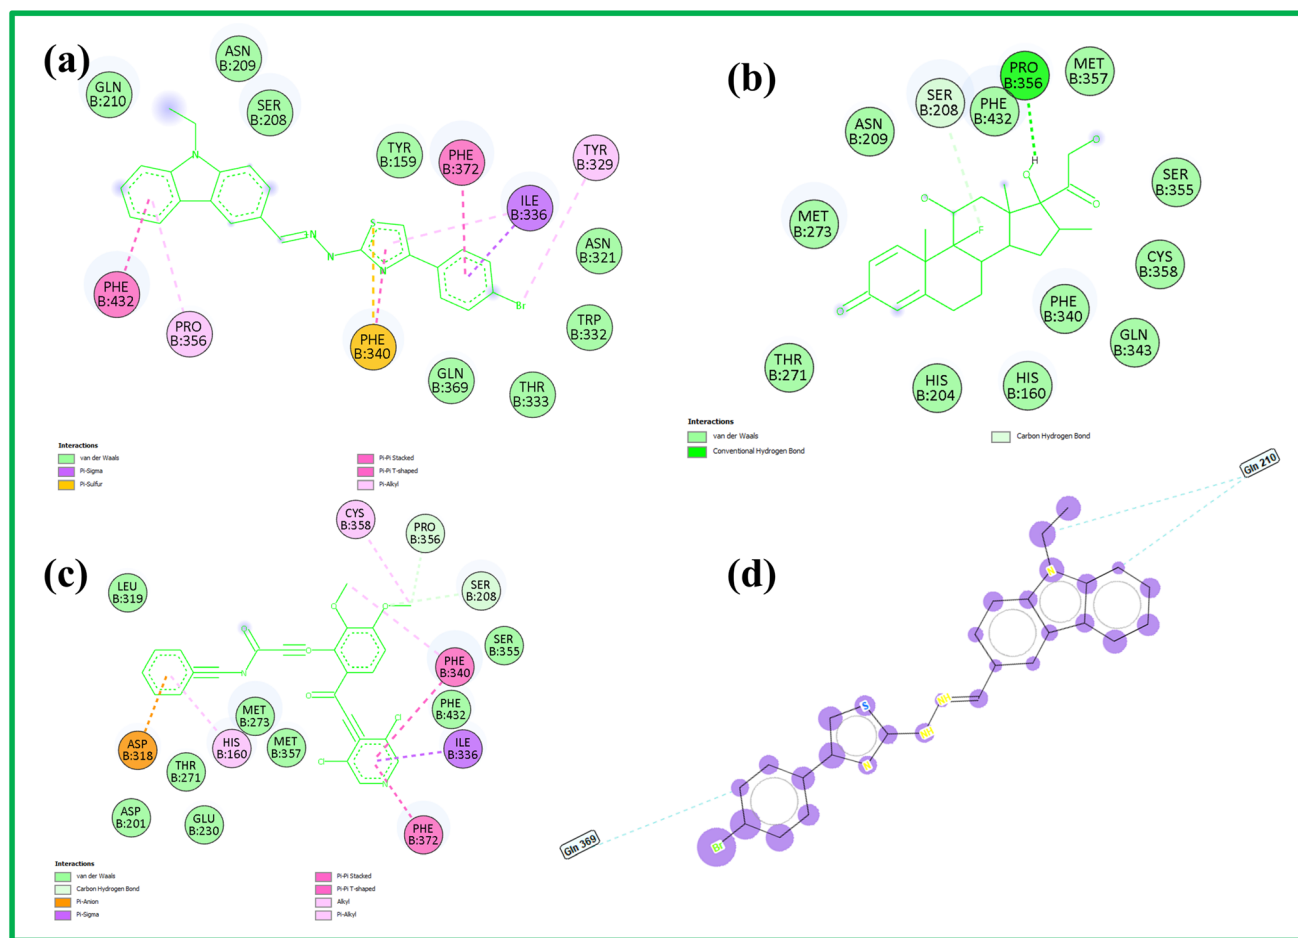 (a)
ASN
B:209
GLN
B:210
SER
B:208
TYR
B:159
PHE
B:372
TYR
B:329
ILE
B:336
ASN
B:321
TRP
B:332
THR
B:333
GLN
B:369
PHE
B:340
PRO
B:356
PHE
B:432
N
N
N
S
N
Br
Interactions
van der Waals
Pi-Sigma
Pi-Sulfur
Pi-Pi Stacked
Pi-Pi T-shaped
Pi-Alkyl
(b)
PRO
B:356
MET
B:357
SER
B:208
PHE
B:432
ASN
B:209
SER
B:355
MET
B:273
CYS
B:358
PHE
B:340
GLN
B:343
THR
B:271
HIS
B:204
HIS
B:160
H
O
O
O
O
F
O
Interactions
van der Waals
Conventional Hydrogen Bond
Carbon Hydrogen Bond
(c)
CYS
B:358
PRO
B:356
SER
B:208
LEU
B:319
SER
B:355
PHE
B:340
PHE
B:432
MET
B:273
ILE
B:336
ASP
B:318
HIS
B:160
MET
B:357
THR
B:271
ASP
B:201
GLU
B:230
PHE
B:372
O
O
O
O
Cl
Cl
Interactions
van der Waals
Carbon Hydrogen Bond
Pi-Anion
Pi-Sigma
Pi-Pi Stacked
Pi-Pi T-shaped
Alkyl
Pi-Alkyl
(d)
Gln 210
N
S
NH
N
Br
Gln 369